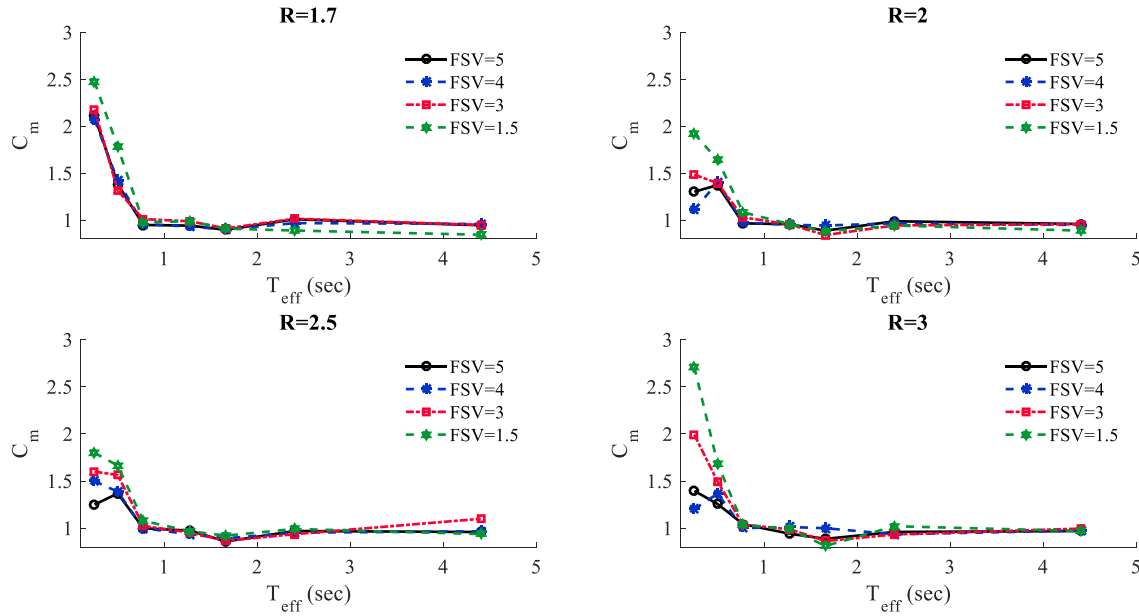 R=1.7
3
2.5
2
1.5
1
C_m
FSV=5
FSV=4
FSV=3
FSV=1.5
1 2 3 4 5
T_eff (sec)
R=2
3
2.5
2
1.5
1
C_m
FSV=5
FSV=4
FSV=3
FSV=1.5
1 2 3 4 5
T_eff (sec)
R=2.5
3
2.5
2
1.5
1
C_m
FSV=5
FSV=4
FSV=3
FSV=1.5
1 2 3 4 5
T_eff (sec)
R=3
3
2.5
2
1.5
1
C_m
FSV=5
FSV=4
FSV=3
FSV=1.5
1 2 3 4 5
T_eff (sec)